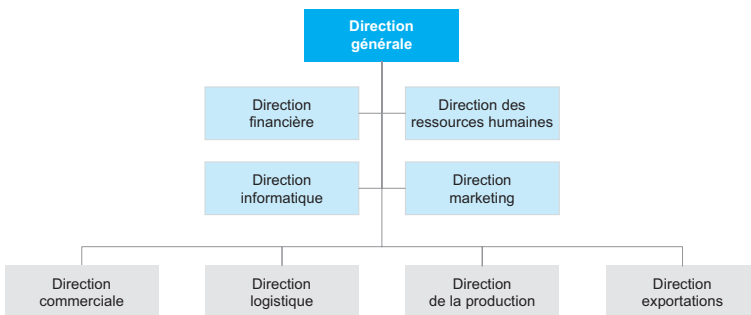 Direction
générale
Direction
financière
Direction des
ressources humaines
Direction
informatique
Direction
marketing
Direction
commerciale
Direction
logistique
Direction
de la production
Direction
exportations